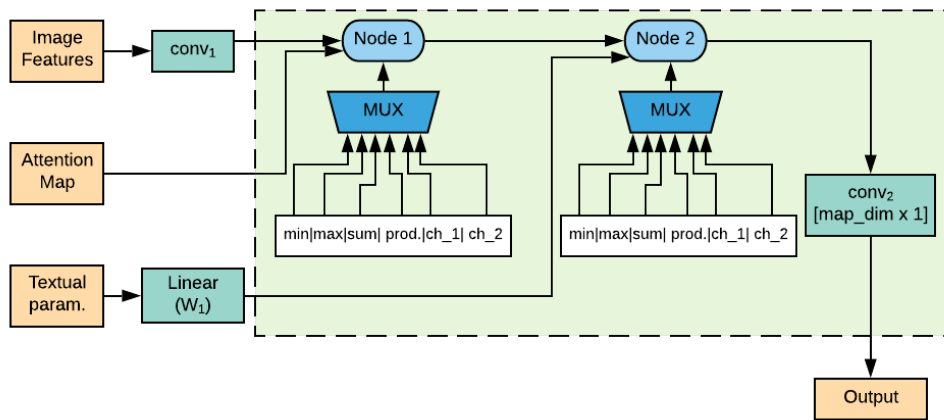 Image
Features
conv₁
Node 1
Node 2
MUX
MUX
Attention
Map
min|max|sum| prod.|ch_1| ch_2
min|max|sum| prod.|ch_1| ch_2
conv₂
[map_dim x 1]
Textual
param.
Linear
(W₁)
Output